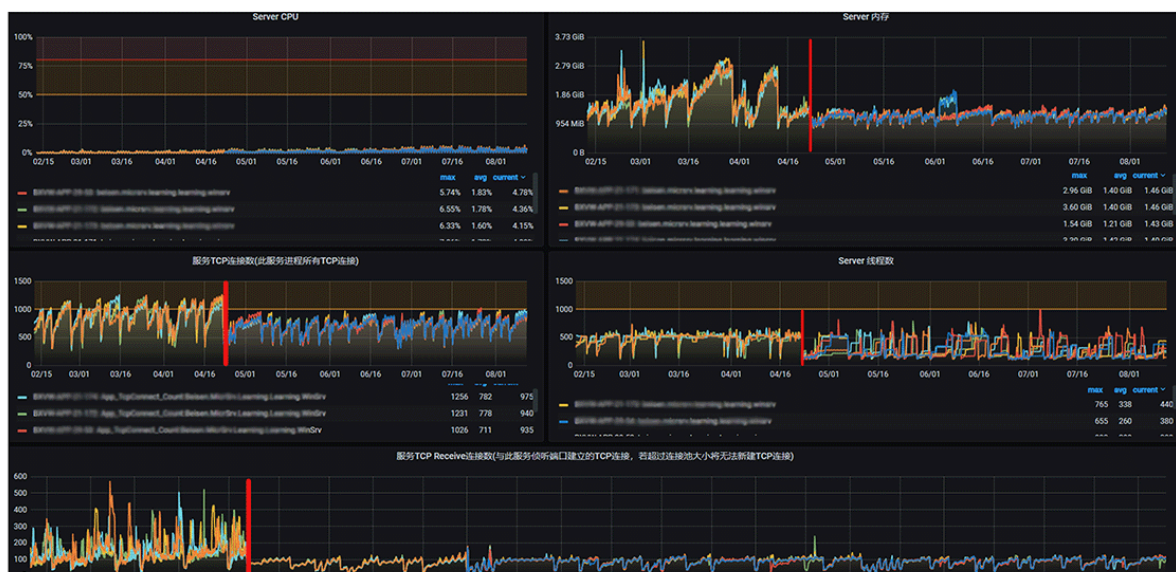 Server CPU
100%
75%
50%
25%
0%
02/15 03/01 03/16 04/01 04/16 05/01 05/16 06/01 06/16 07/01 07/16 08/01
max avg current
5.74% 1.83% 4.78%
6.55% 1.78% 4.36%
6.33% 1.60% 4.15%
Server 内存
3.73 GiB
2.79 GiB
1.86 GiB
954 MiB
0 B
02/15 03/01 03/16 04/01 04/16 05/01 05/16 06/01 06/16 07/01 07/16 08/01
max avg current
2.96 GiB 1.40 GiB 1.46 GiB
3.60 GiB 1.40 GiB 1.46 GiB
1.54 GiB 1.21 GiB 1.43 GiB
服务TCP连接数(此服务进程所有TCP连接)
1500
1000
500
0
02/15 03/01 03/16 04/01 04/16 05/01 05/16 06/01 06/16 07/01 07/16 08/01
1256 782 975
1231 778 940
1026 711 935
Server 线程数
1500
1000
500
0
02/15 03/01 03/16 04/01 04/16 05/01 05/16 06/01 06/16 07/01 07/16 08/01
max avg current
765 338 440
655 260 380
服务TCP Receive连接数(与此服务侦听端口建立的TCP连接，若超过连接池大小将无法新建TCP连接)
600
500
400
300
200
100